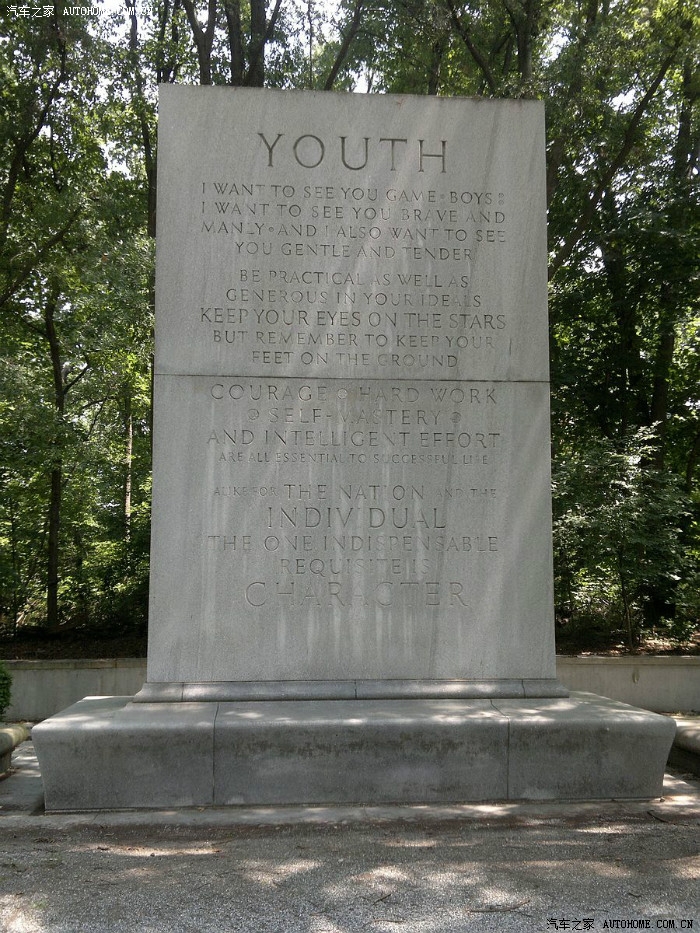 汽车之家 AUTOHOME.COM.CN
YOUTH
I WANT TO SEE YOU GAME · BOYS
I WANT TO SEE YOU BRAVE AND
MANLY · AND I ALSO WANT TO SEE
YOU GENTLE AND TENDER
BE PRACTICAL AS WELL AS
GENEROUS IN YOUR IDEALS
KEEP YOUR EYES ON THE STARS
BUT REMEMBER TO KEEP YOUR
FEET ON THE GROUND
COURAGE · HARD WORK
· SELF-MASTERY ·
AND INTELLIGENT EFFORT
ARE ALL ESSENTIAL TO SUCCESSFUL LIFE
ALIKE FOR THE NATION AND THE
INDIVIDUAL
THE ONE INDISPENSABLE
REQUISITE IS
CHARACTER
汽车之家 AUTOHOME.COM.CN